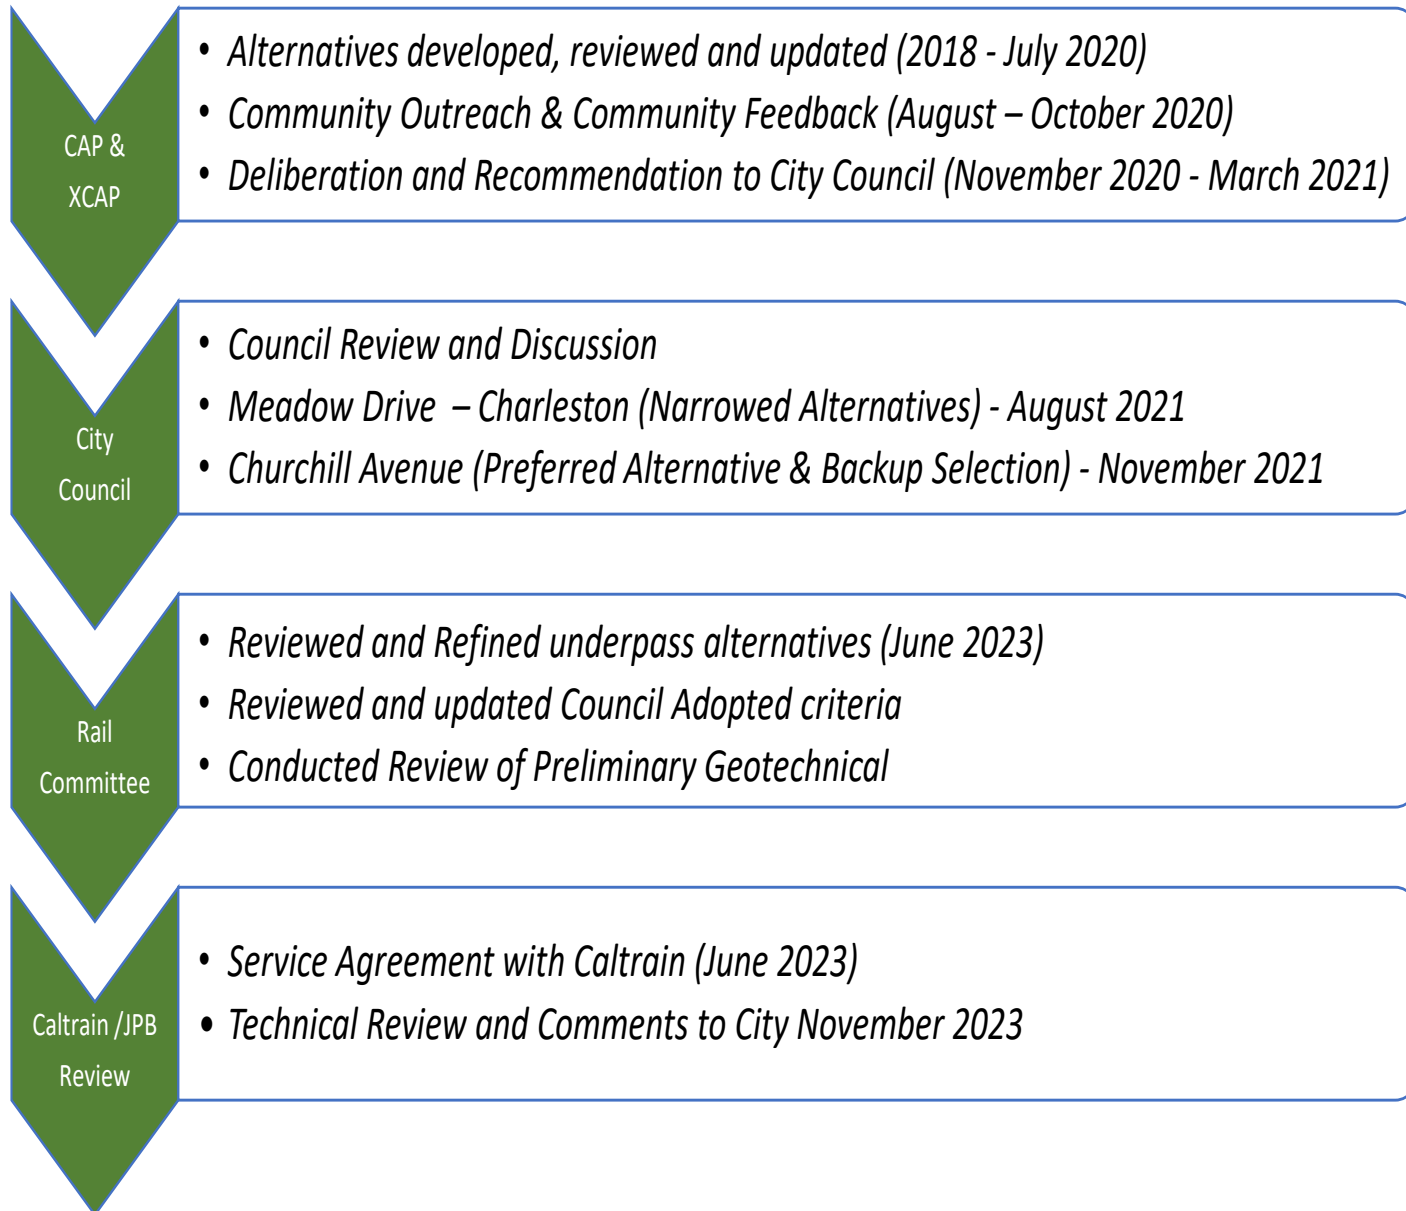 CAP &
XCAP
• Alternatives developed, reviewed and updated (2018 - July 2020)
• Community Outreach & Community Feedback (August – October 2020)
• Deliberation and Recommendation to City Council (November 2020 - March 2021)
City
Council
• Council Review and Discussion
• Meadow Drive – Charleston (Narrowed Alternatives) - August 2021
• Churchill Avenue (Preferred Alternative & Backup Selection) - November 2021
Rail
Committee
• Reviewed and Refined underpass alternatives (June 2023)
• Reviewed and updated Council Adopted criteria
• Conducted Review of Preliminary Geotechnical
Caltrain /JPB
Review
• Service Agreement with Caltrain (June 2023)
• Technical Review and Comments to City November 2023